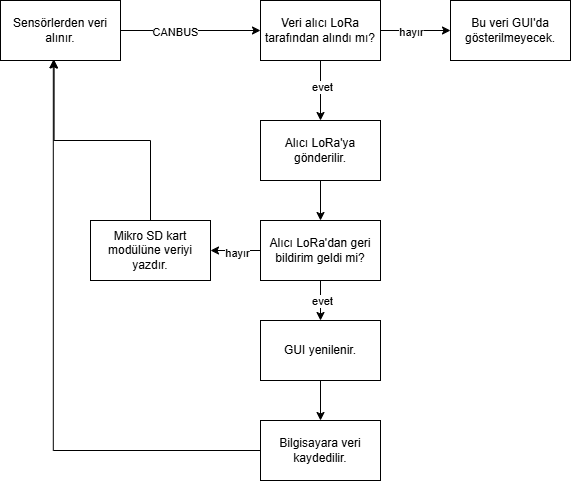 Sensörlerden veri
alınır.
CANBUS
Veri alıcı LoRa
tarafından alındı mı?
hayır
Bu veri GUI'da
gösterilmeyecek.
evet
Alıcı LoRa'ya
gönderilir.
Mikro SD kart
modülüne veriyi
yazdır.
hayır
Alıcı LoRa'dan geri
bildirim geldi mi?
evet
GUI yenilenir.
Bilgisayara veri
kaydedilir.